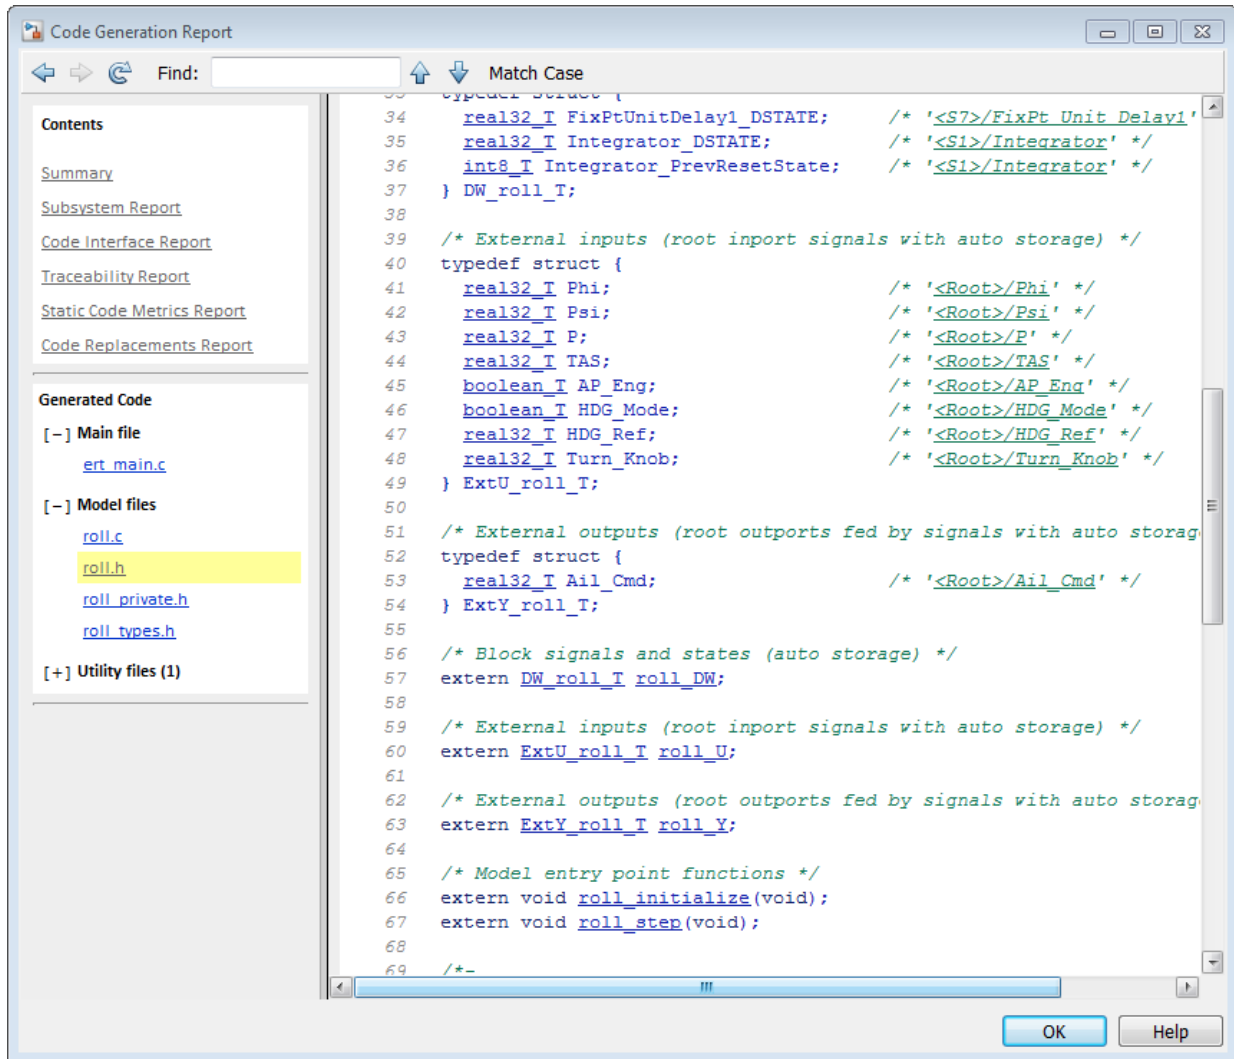 Code Generation Report
Find:
Match Case
Contents
Summary
Subsystem Report
Code Interface Report
Traceability Report
Static Code Metrics Report
Code Replacements Report
Generated Code
[−] Main file
ert_main.c
[−] Model files
roll.c
roll.h
roll_private.h
roll_types.h
[+] Utility files (1)
33 typedef struct {
34 real32_T FixPtUnitDelay1_DSTATE; /* '<S7>/FixPt Unit Delay1'
35 real32_T Integrator_DSTATE; /* '<S1>/Integrator' */
36 int8_T Integrator_PrevResetState; /* '<S1>/Integrator' */
37 } DW_roll_T;
38
39 /* External inputs (root inport signals with auto storage) */
40 typedef struct {
41 real32_T Phi; /* '<Root>/Phi' */
42 real32_T Psi; /* '<Root>/Psi' */
43 real32_T P; /* '<Root>/P' */
44 real32_T TAS; /* '<Root>/TAS' */
45 boolean_T AP_Eng; /* '<Root>/AP_Eng' */
46 boolean_T HDG_Mode; /* '<Root>/HDG_Mode' */
47 real32_T HDG_Ref; /* '<Root>/HDG_Ref' */
48 real32_T Turn_Knob; /* '<Root>/Turn_Knob' */
49 } ExtU_roll_T;
50
51 /* External outputs (root outports fed by signals with auto storag
52 typedef struct {
53 real32_T Ail_Cmd; /* '<Root>/Ail_Cmd' */
54 } ExtY_roll_T;
55
56 /* Block signals and states (auto storage) */
57 extern DW_roll_T roll_DW;
58
59 /* External inputs (root inport signals with auto storage) */
60 extern ExtU_roll_T roll_U;
61
62 /* External outputs (root outports fed by signals with auto storag
63 extern ExtY_roll_T roll_Y;
64
65 /* Model entry point functions */
66 extern void roll_initialize(void);
67 extern void roll_step(void);
68
69 /*-
OK
Help